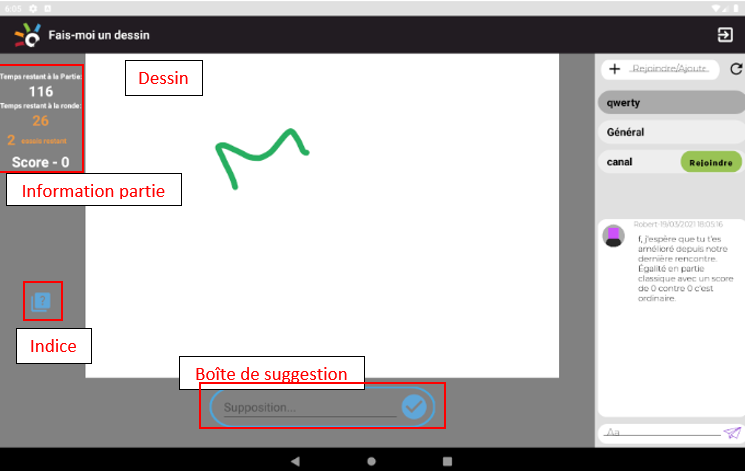 6:05
Fais-moi un dessin
Temps restant à la Partie:
116
Temps restant à la ronde:
26
2 essais restant
Score - 0
Information partie
Dessin
Indice
Boîte de suggestion
Supposition...
Rejoindre/Ajoutr
qwerty
Général
canal
Rejoindre
Robert-19/03/2021 18:05:16
f, j'espère que tu t'es
amélioré depuis notre
dernière rencontre.
Égalité en partie
classique avec un score
de 0 contre 0 c'est
ordinaire.
Aa